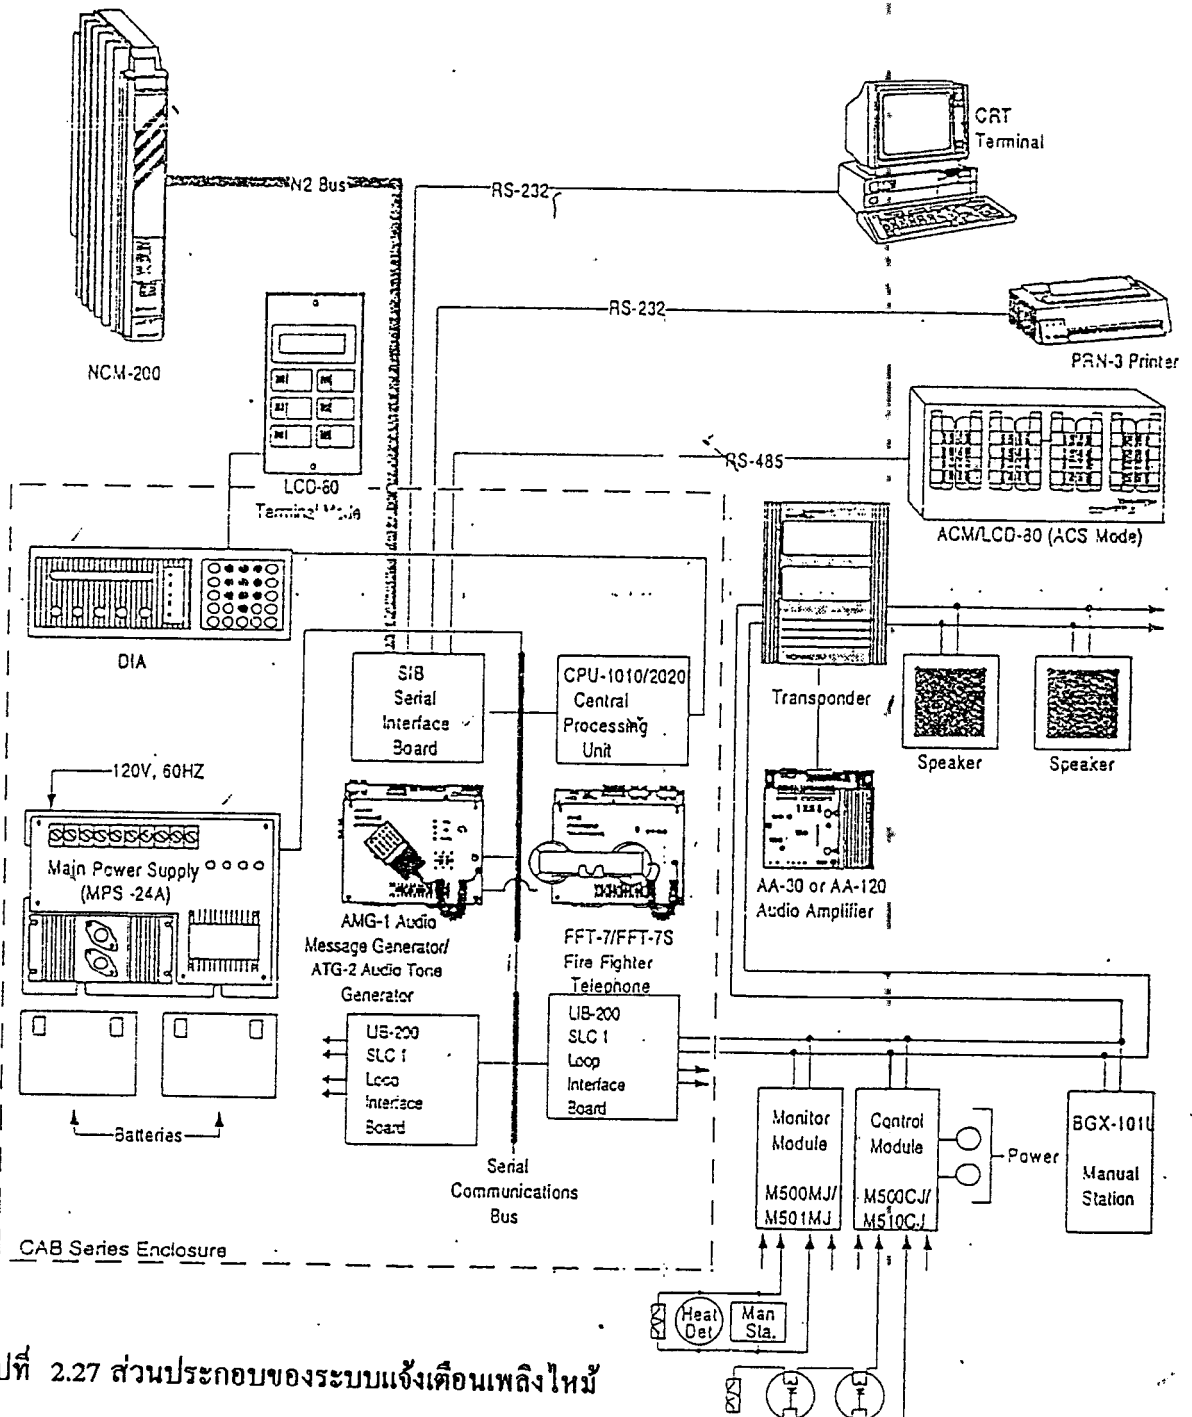 CRT
Terminal
N2 Bus
RS-232
RS-232
PRN-3 Printer
NCM-200
RS-485
LCD-80
Terminal Mode
ACM/LCD-80 (ACS Mode)
DIA
SIB
Serial
Interface
Board
CPU-1010/2020
Central
Processing
Unit
Transponder
Speaker
Speaker
120V, 60HZ
Main Power Supply
(MPS -24A)
AMG-1 Audio
Message Generator/
ATG-2 Audio Tone
Generator
FFT-7/FFT-7S
Fire Fighter
Telephone
AA-30 or AA-120
Audio Amplifier
LIB-200
SLC 1
Loop
Interface
Board
LIB-200
SLC 1
Loop
Interface
Board
Batteries
Serial
Communications
Bus
Monitor
Module
M500MJ/
M501MJ
Control
Module
M500CJ/
M510CJ
Power
BGX-101L
Manual
Station
CAB Series Enclosure
Heat
Det
Man
Sta.
ปที่ 2.27 ส่วนประกอบของระบบแจ้งเตือนเพลิงไหม้